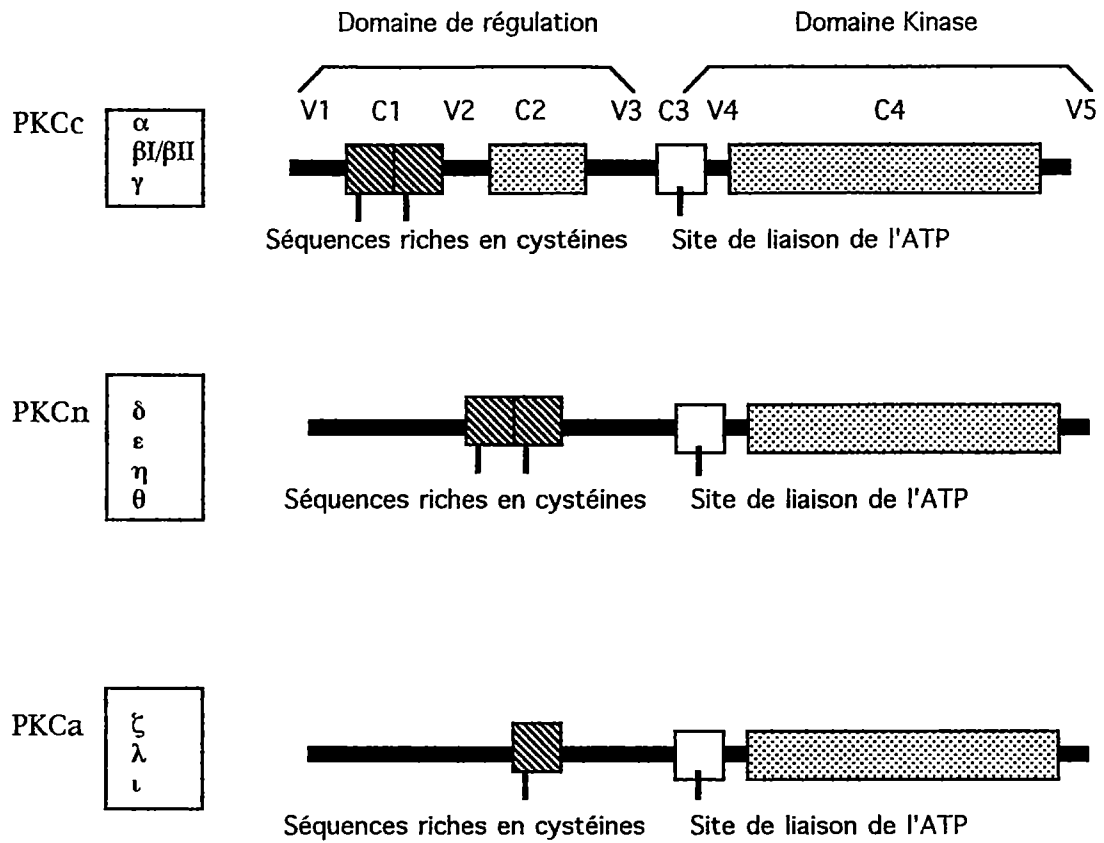 Domaine de régulation Domaine Kinase
V1 C1 V2 C2 V3 C3 V4 C4 V5
PKCc
α
βI/βII
γ
Séquences riches en cystéines Site de liaison de l'ATP
PKCn
δ
ε
η
θ
Séquences riches en cystéines Site de liaison de l'ATP
PKCa
ζ
λ
ι
Séquences riches en cystéines Site de liaison de l'ATP